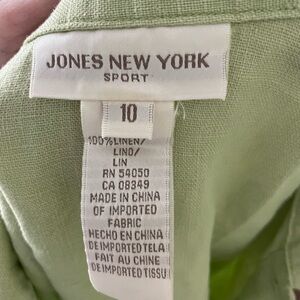 JONES NEW YORK
SPORT
10
100%LINEN/
LINO/
LIN
RN 54050
CA 08349
MADE IN CHINA
OF IMPORTED
FABRIC
HECHO EN CHINA
DE IMPORTED TELA
FAIT AU CHINE
DE IMPORTED TISSU